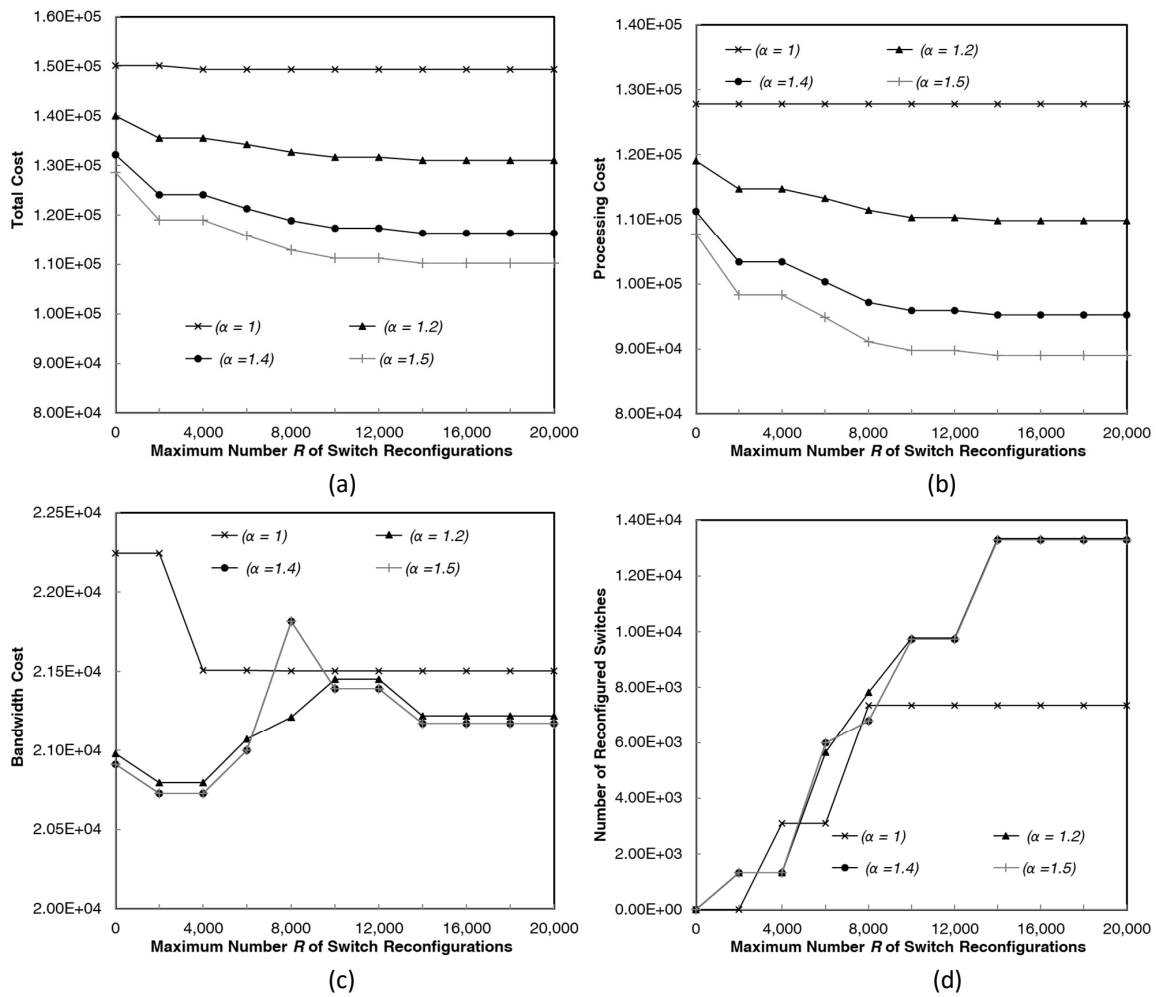 1.60E+05
1.50E+05
1.40E+05
1.30E+05
1.20E+05
1.10E+05
1.00E+05
9.00E+04
8.00E+04
Total Cost
(α = 1)
(α = 1.2)
(α =1.4)
(α =1.5)
0
4,000
8,000
12,000
16,000
20,000
Maximum Number R of Switch Reconfigurations
(a)
1.40E+05
1.30E+05
1.20E+05
1.10E+05
1.00E+05
9.00E+04
8.00E+04
Processing Cost
(α = 1)
(α = 1.2)
(α =1.4)
(α =1.5)
0
4,000
8,000
12,000
16,000
20,000
Maximum Number R of Switch Reconfigurations
(b)
2.25E+04
2.20E+04
2.15E+04
2.10E+04
2.05E+04
2.00E+04
Bandwidth Cost
(α = 1)
(α = 1.2)
(α =1.4)
(α =1.5)
0
4,000
8,000
12,000
16,000
20,000
Maximum Number R of Switch Reconfigurations
(c)
1.40E+04
1.20E+04
1.00E+04
8.00E+03
6.00E+03
4.00E+03
2.00E+03
0.00E+00
Number of Reconfigured Switches
(α = 1)
(α = 1.2)
(α =1.4)
(α =1.5)
0
4,000
8,000
12,000
16,000
20,000
Maximum Number R of Switch Reconfigurations
(d)